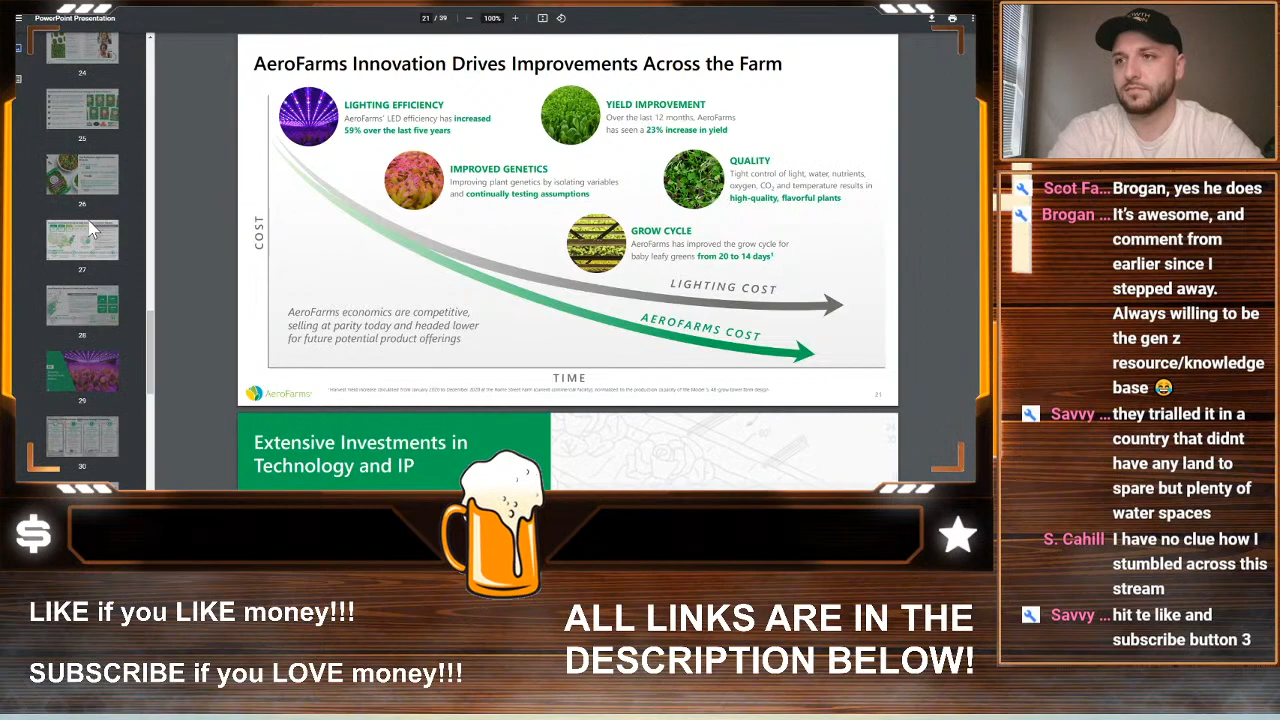 PowerPoint Presentation
21 / 39
100%
24
25
26
27
28
29
30
AeroFarms Innovation Drives Improvements Across the Farm
LIGHTING EFFICIENCY
AeroFarms' LED efficiency has increased
59% over the last five years
YIELD IMPROVEMENT
Over the last 12 months, AeroFarms
has seen a 23% increase in yield
IMPROVED GENETICS
Improving plant genetics by isolating variables
and continually testing assumptions
QUALITY
Tight control of light, water, nutrients,
oxygen, CO2 and temperature results in
high-quality, flavorful plants
GROW CYCLE
AeroFarms has improved the grow cycle for
baby leafy greens from 20 to 14 days¹
COST
LIGHTING COST
AEROFARMS COST
AeroFarms economics are competitive,
selling at parity today and headed lower
for future potential product offerings
TIME
AeroFarms
21
Extensive Investments in
Technology and IP
LIKE if you LIKE money!!!
SUBSCRIBE if you LOVE money!!!
ALL LINKS ARE IN THE
DESCRIPTION BELOW!
Scot Fa... Brogan, yes he does
Brogan ... It's awesome, and
comment from
earlier since I
stepped away.
Always willing to be
the gen z
resource/knowledge
base 😂
Savvy ... they trialled it in a
country that didnt
have any land to
spare but plenty of
water spaces
S. Cahill I have no clue how I
stumbled across this
stream
Savvy ... hit te like and
subscribe button 3